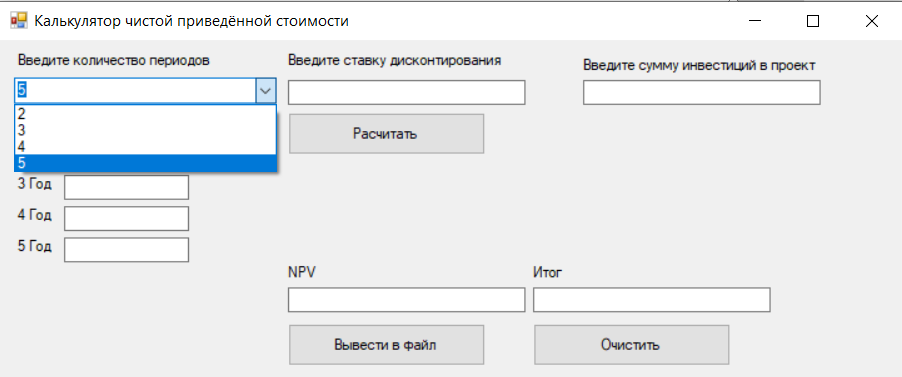 Калькулятор чистой приведённой стоимости
Введите количество периодов
Введите ставку дисконтирования
Введите сумму инвестиций в проект
5
2
3
4
5
Расчитать
3 Год
4 Год
5 Год
NPV
Итог
Вывести в файл
Очистить